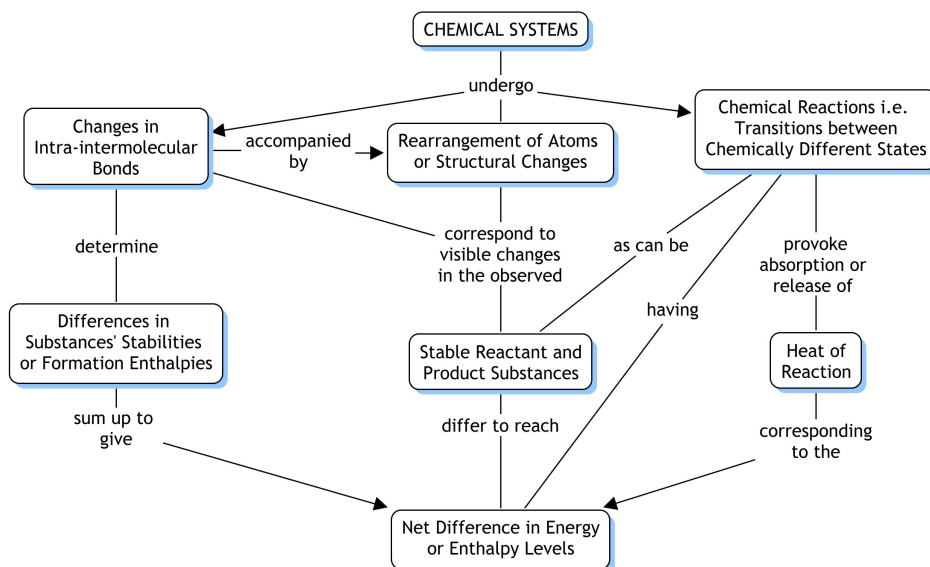 CHEMICAL SYSTEMS
undergo
Changes in
Intra-intermolecular
Bonds
accompanied
by
Rearrangement of Atoms
or Structural Changes
Chemical Reactions i.e.
Transitions between
Chemically Different States
determine
correspond to
visible changes
in the observed
as can be
provoke
absorption or
release of
having
Differences in
Substances' Stabilities
or Formation Enthalpies
Stable Reactant and
Product Substances
Heat of
Reaction
sum up to
give
differ to reach
corresponding
to the
Net Difference in Energy
or Enthalpy Levels